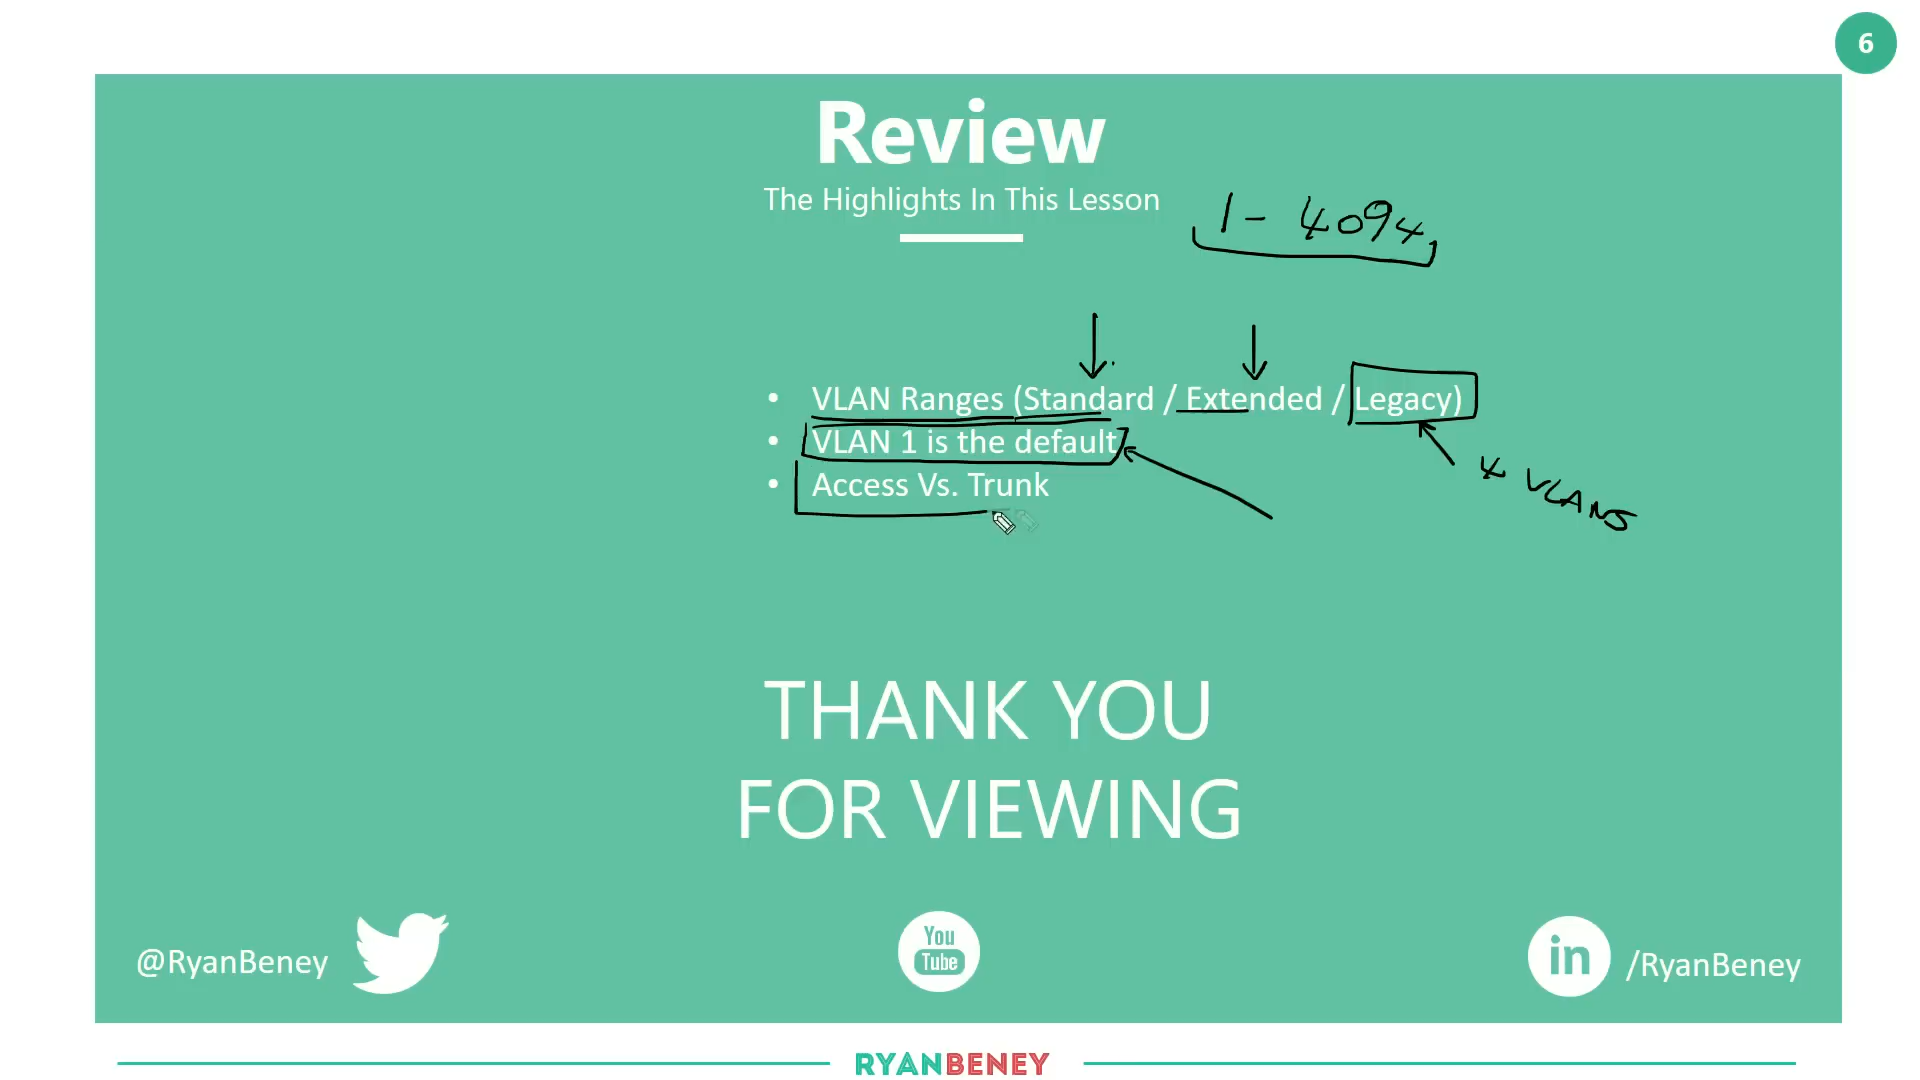 6
Review
The Highlights In This Lesson
1 - 4094
• VLAN Ranges (Standard / Extended / Legacy)
• VLAN 1 is the default
• Access Vs. Trunk
4 VLANS
THANK YOU
FOR VIEWING
@RyanBeney
You
Tube
in
/RyanBeney
RYANBENEY